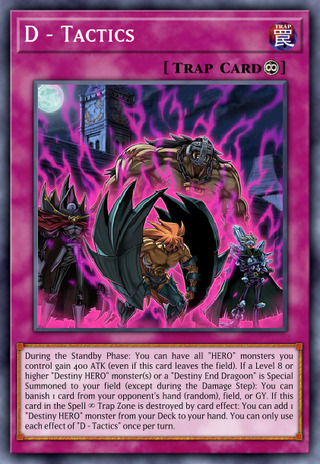 D - Tactics
TRAP
罠
[Trap Card∞]
During the Standby Phase: You can have all "HERO" monsters you
control gain 400 ATK (even if this card leaves the field). If a Level 8 or
higher "Destiny HERO" monster(s) or a "Destiny End Dragoon" is Special
Summoned to your field (except during the Damage Step): You can
banish 1 card from your opponent's hand (random), field, or GY. If this
card in the Spell ∞ Trap Zone is destroyed by card effect: You can add 1
"Destiny HERO" monster from your Deck to your hand. You can only use
each effect of "D - Tactics" once per turn.